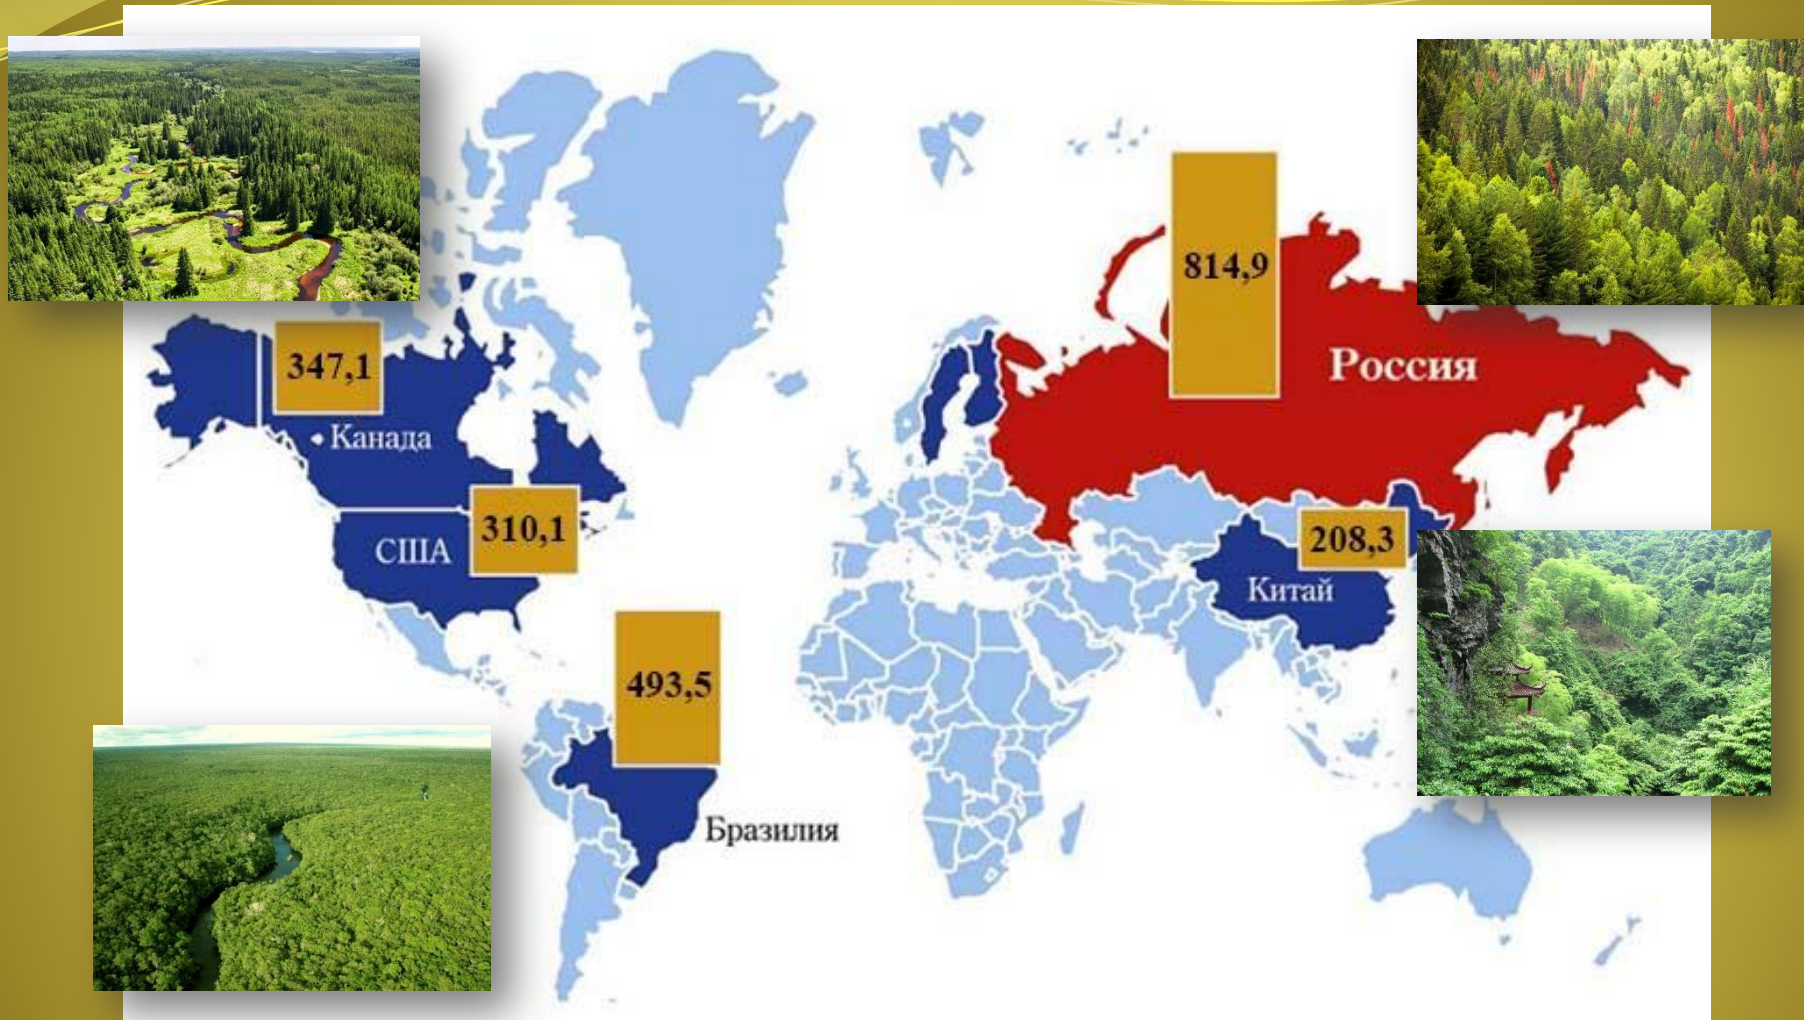 814,9
Россия
347,1
Канада
310,1
США
208,3
Китай
493,5
Бразилия